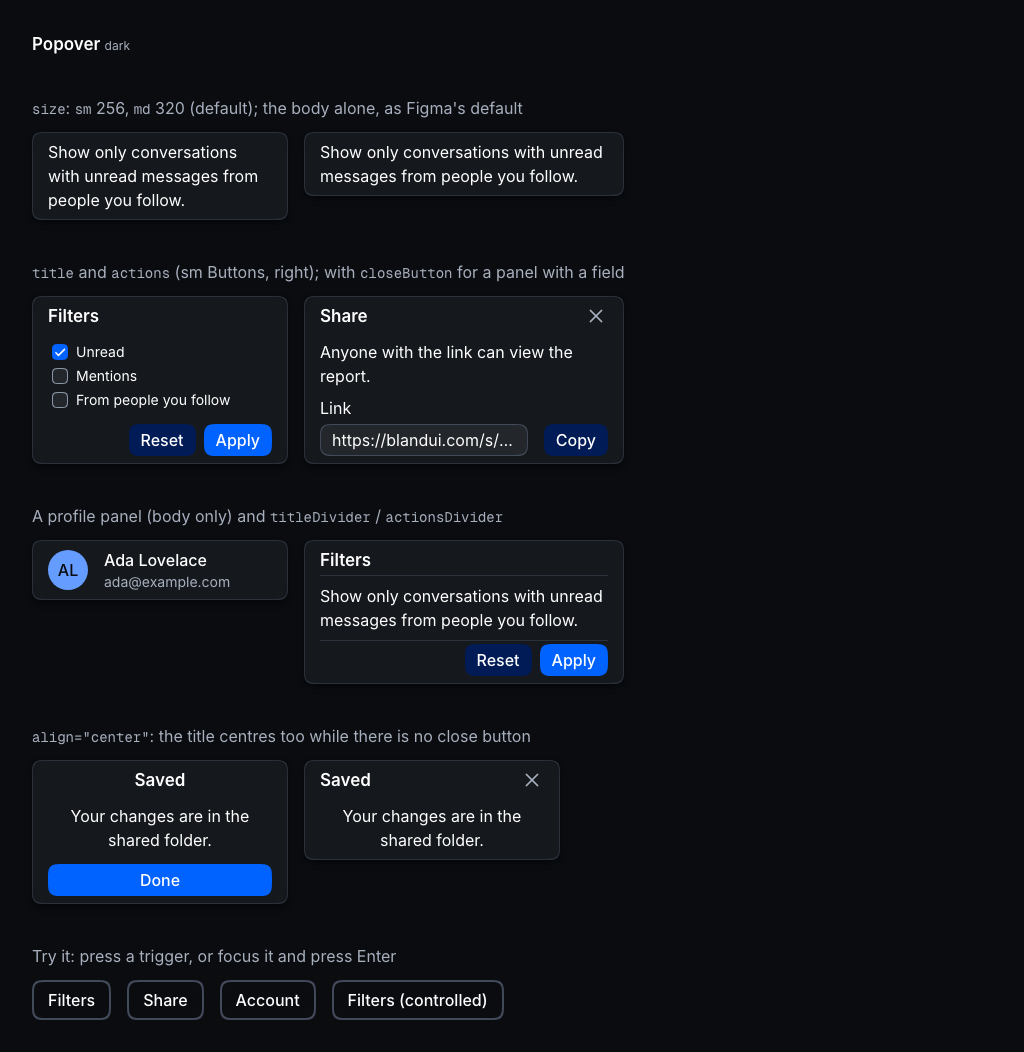 Popover dark
size: sm 256, md 320 (default); the body alone, as Figma's default
Show only conversations
with unread messages from
people you follow.
Show only conversations with unread
messages from people you follow.
title and actions (sm Buttons, right); with closeButton for a panel with a field
Filters
Unread
Mentions
From people you follow
Reset Apply
Share
Anyone with the link can view the
report.
Link
https://blandui.com/s/... Copy
A profile panel (body only) and titleDivider / actionsDivider
AL
Ada Lovelace
ada@example.com
Filters
Show only conversations with unread
messages from people you follow.
Reset Apply
align="center": the title centres too while there is no close button
Saved
Your changes are in the
shared folder.
Done
Saved
Your changes are in the
shared folder.
Try it: press a trigger, or focus it and press Enter
Filters Share Account Filters (controlled)